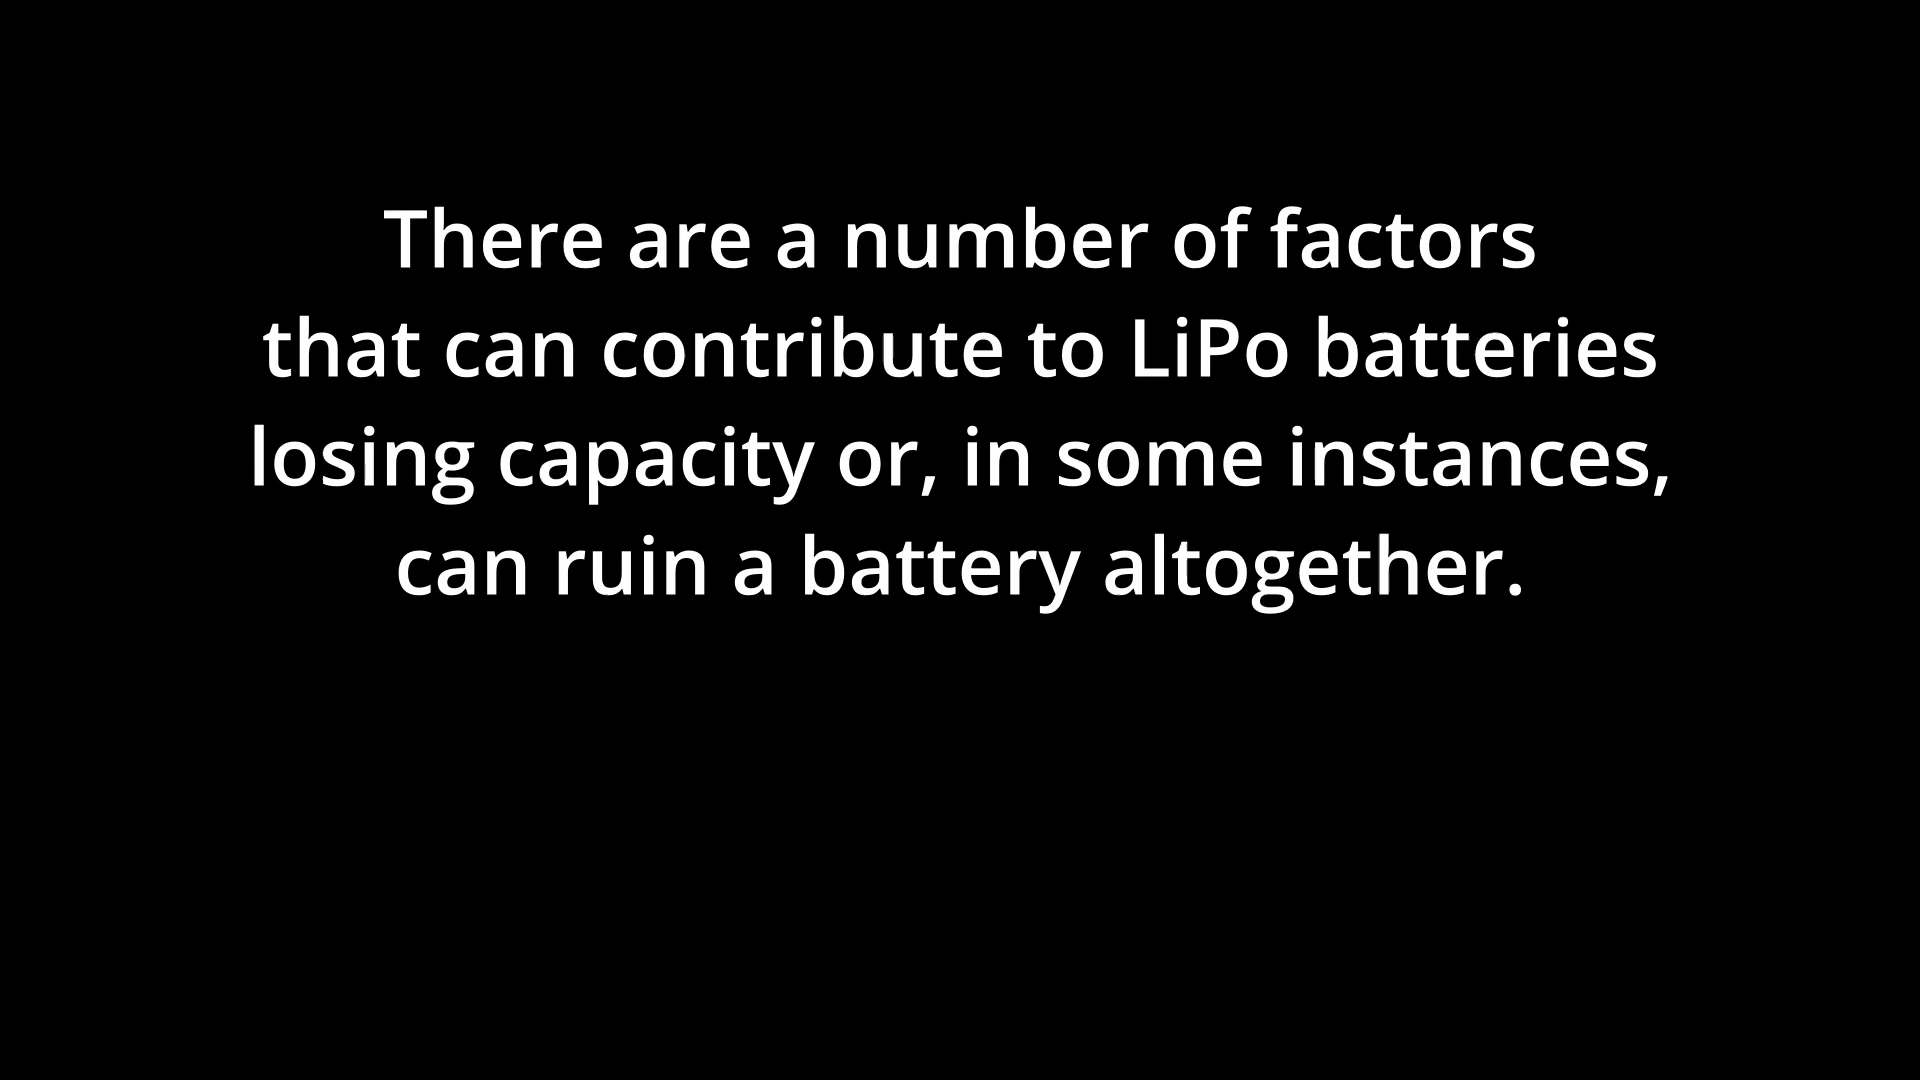 There are a number of factors
that can contribute to LiPo batteries
losing capacity or, in some instances,
can ruin a battery altogether.